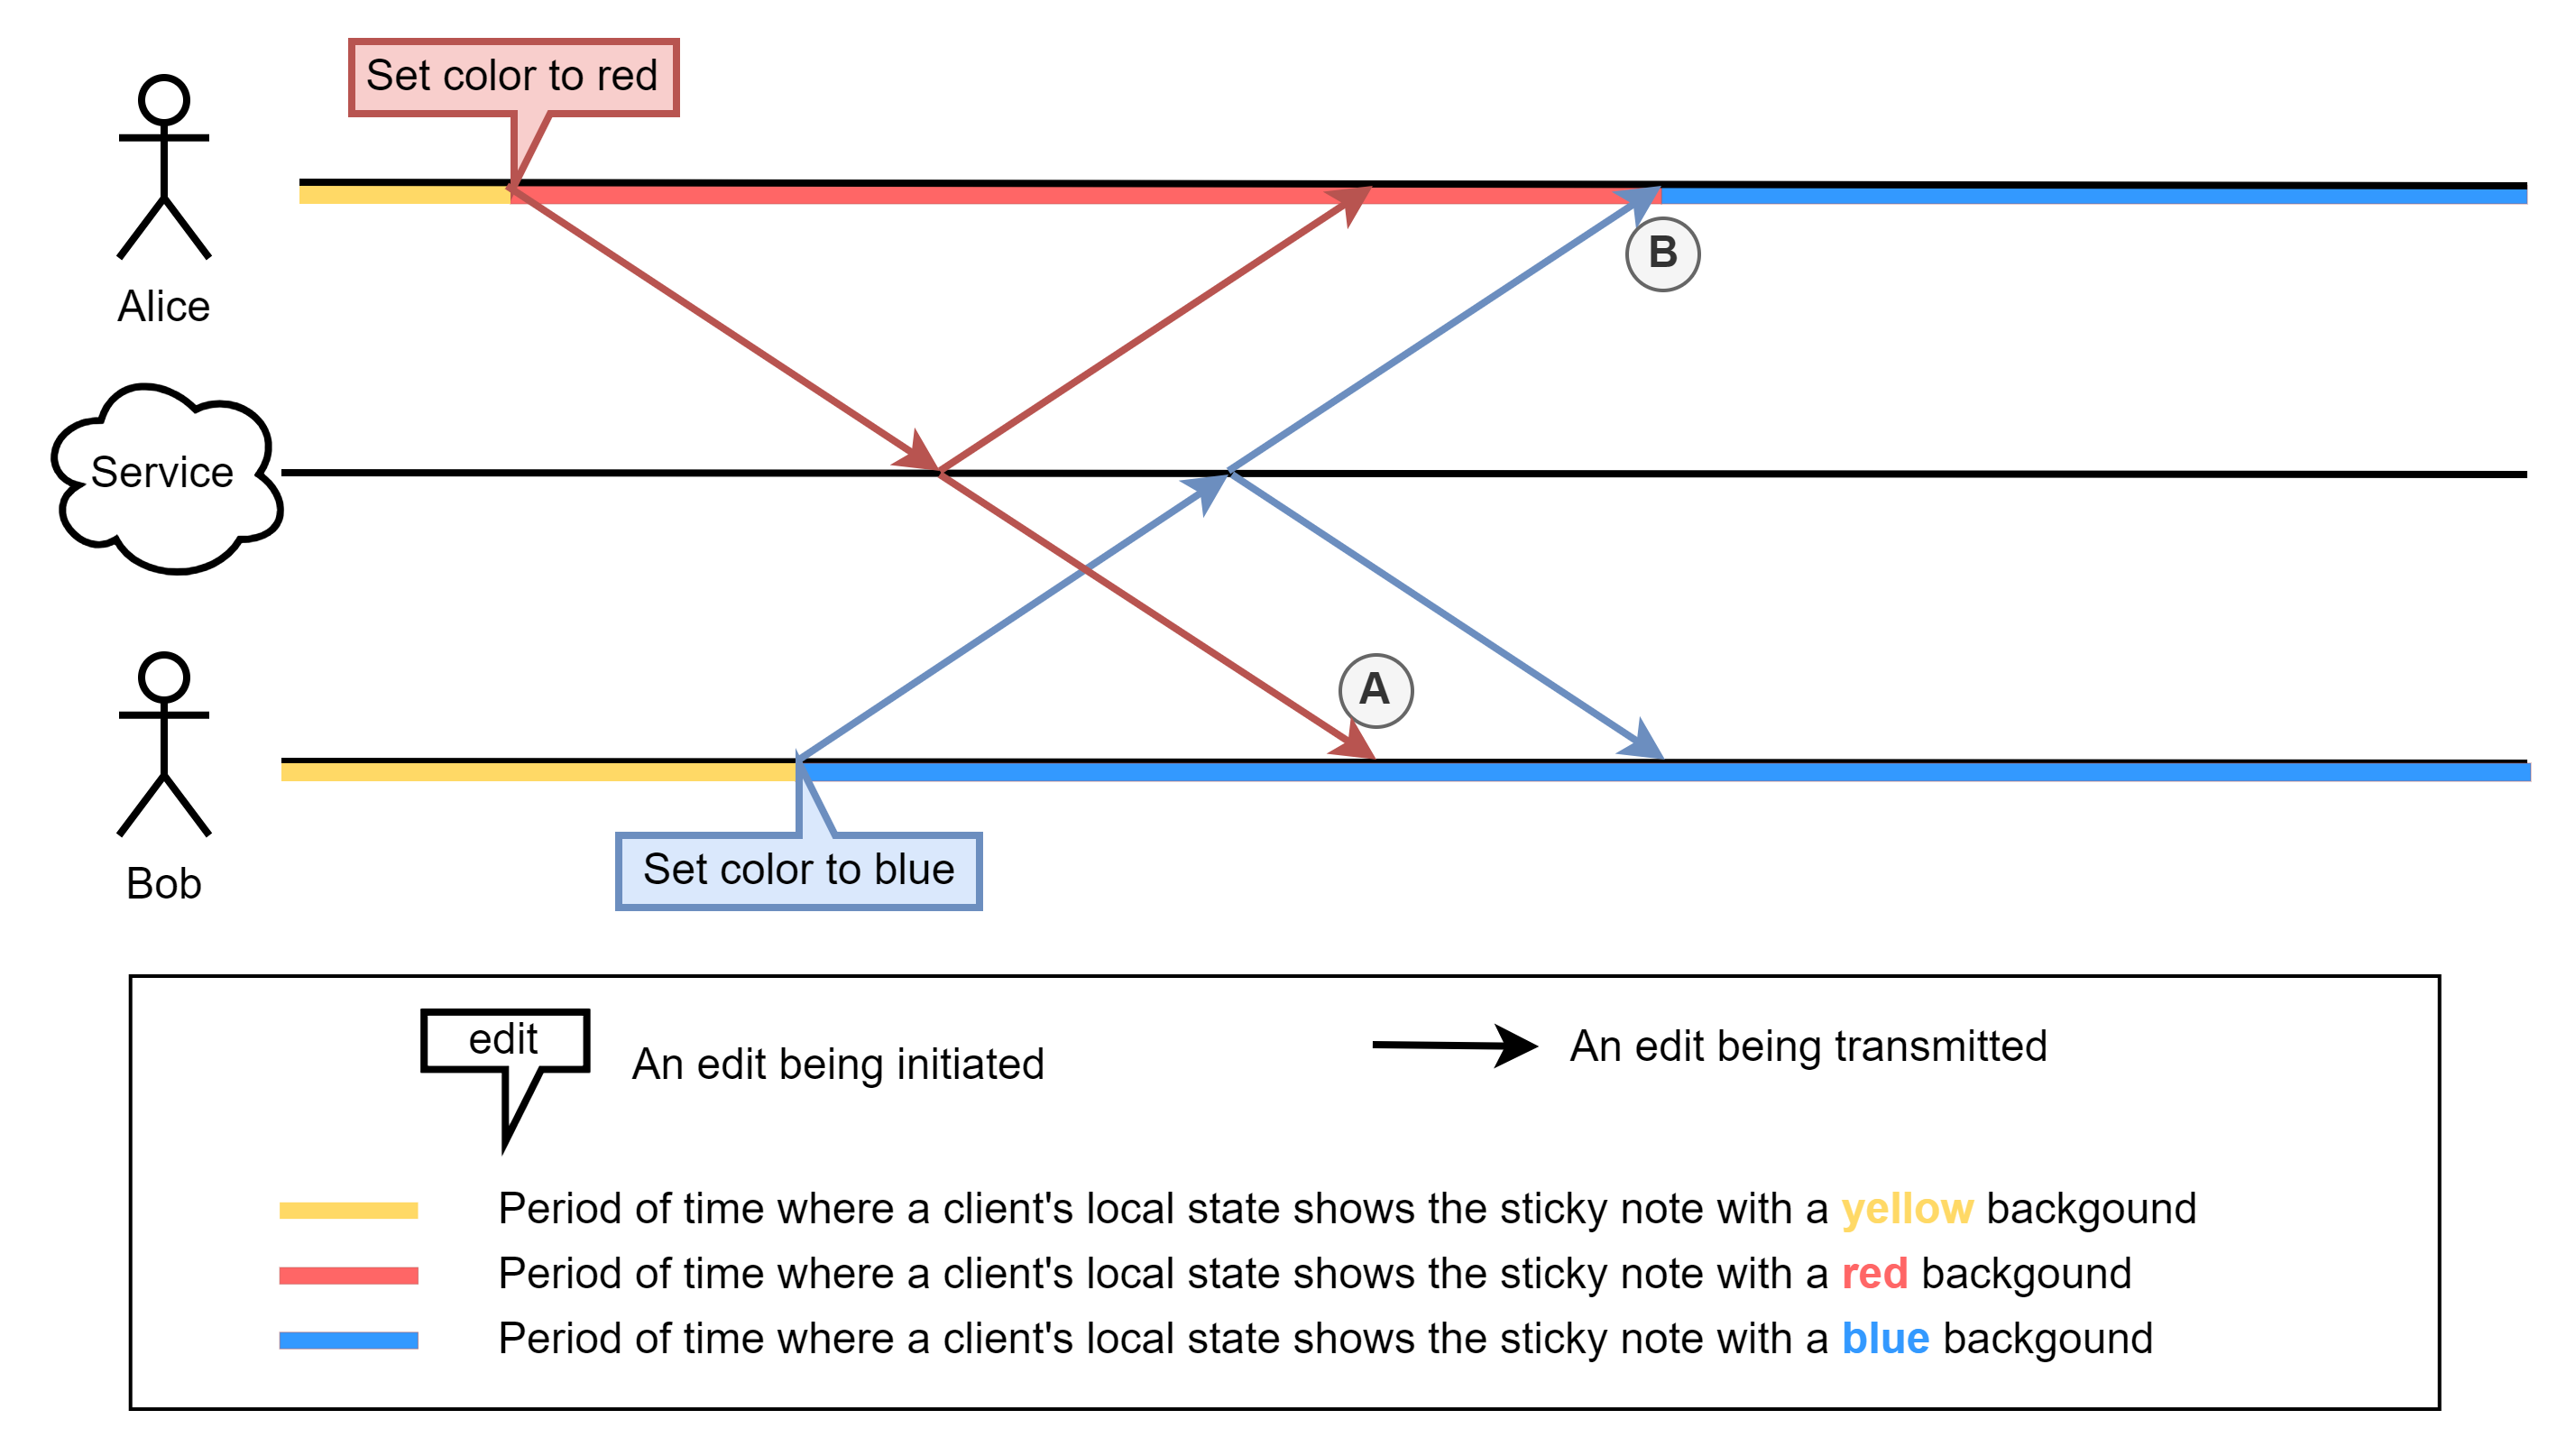 Set color to red
Alice
B
Service
A
Set color to blue
Bob
edit
An edit being initiated
An edit being transmitted
Period of time where a client's local state shows the sticky note with a yellow backgound
Period of time where a client's local state shows the sticky note with a red backgound
Period of time where a client's local state shows the sticky note with a blue backgound